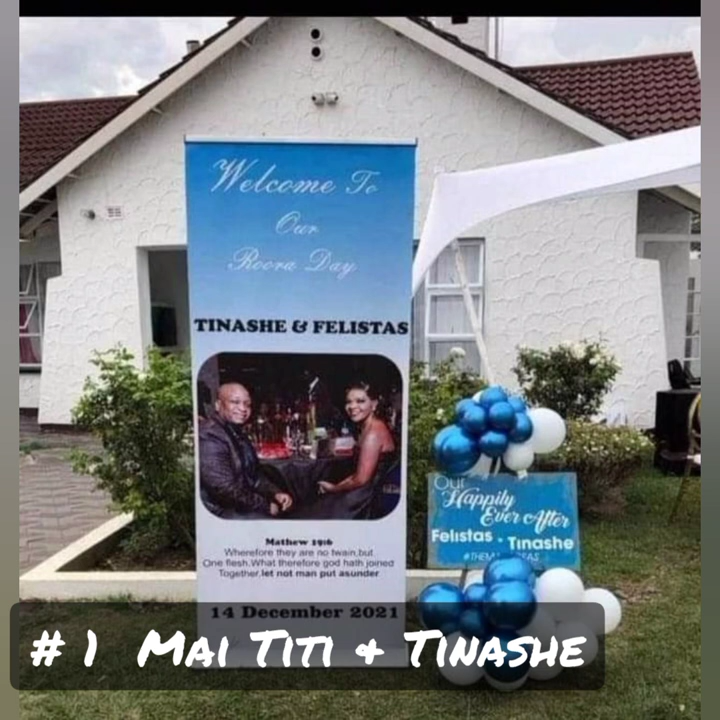 Welcome To
Our
Roora Day
TINASHE & FELISTAS
Mathew 19:6
Wherefore they are no twain,but
One flesh.What therefore god hath joined
Together.let not man put asunder
14 December 2021
Our
Happily
Ever After
Felistas - Tinashe
# 1 Mai Titi & Tinashe